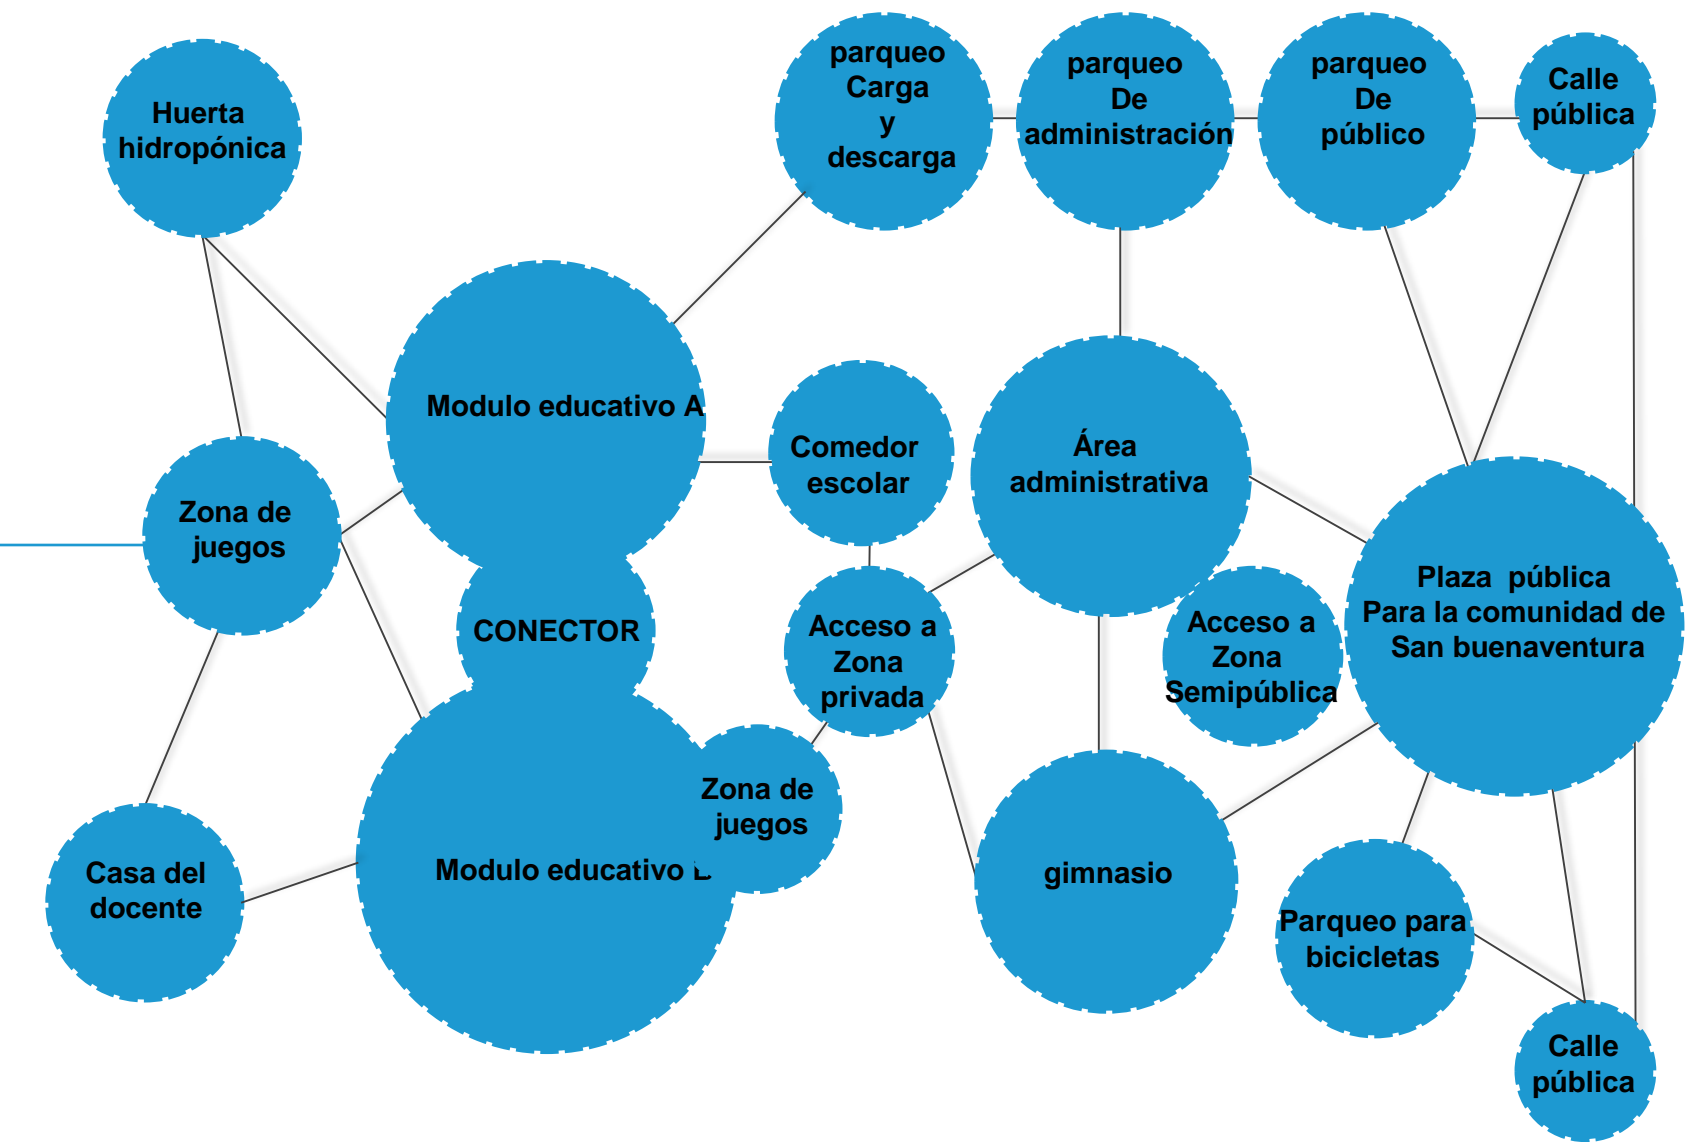 parqueo
Carga
y
descarga
parqueo
De
administración
parqueo
De
público
Calle
pública
Huerta
hidropónica
Modulo educativo A
Comedor
escolar
Área
administrativa
Zona de
juegos
Plaza pública
Para la comunidad de
San buenaventura
CONECTOR
Acceso a
Zona
privada
Acceso a
Zona
Semipública
Zona de
juegos
Casa del
docente
Modulo educativo
gimnasio
Parqueo para
bicicletas
Calle
pública